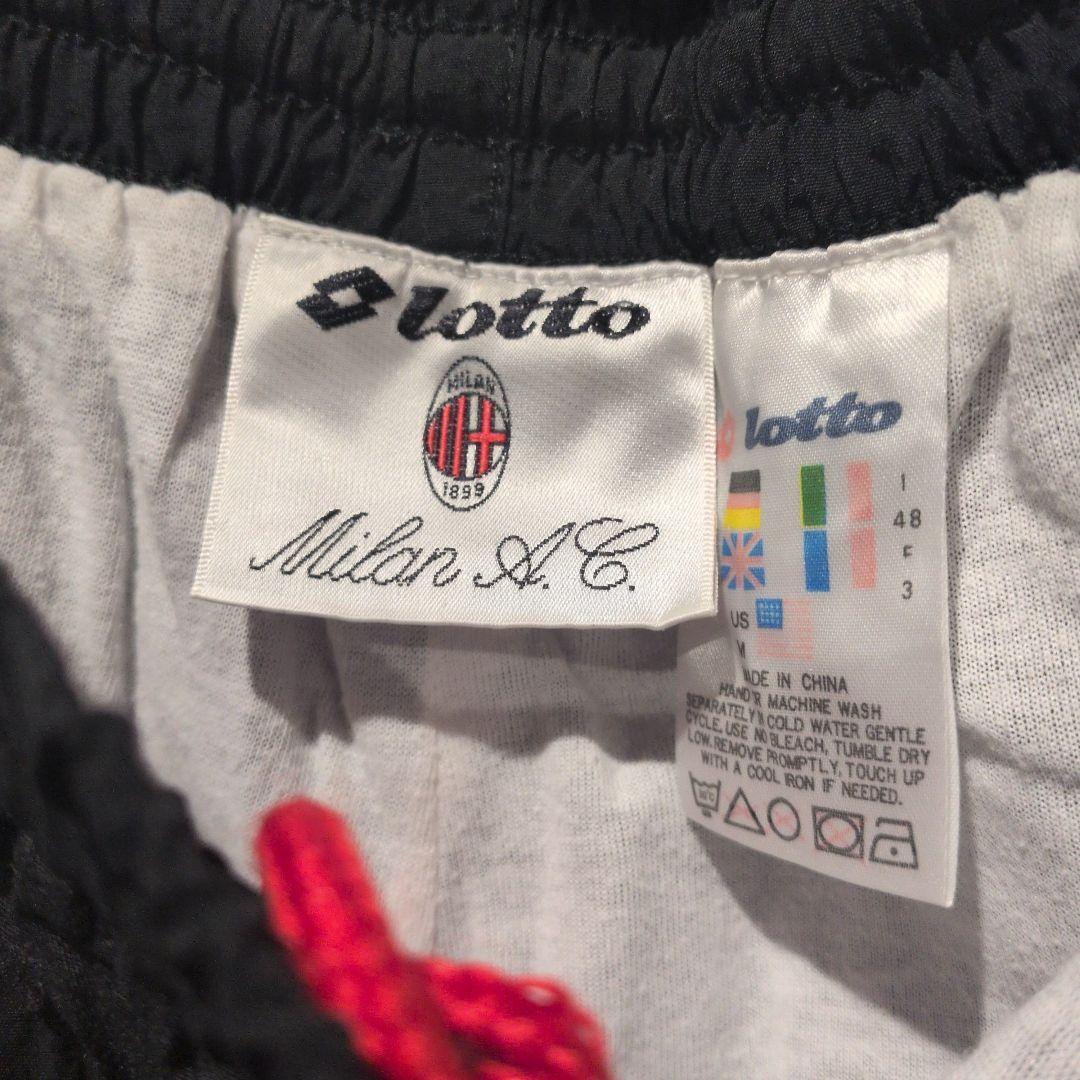 lotto
MILAN
1899
Milan A.C.
lotto
I
48
F
3
US
M
MADE IN CHINA
HAND OR MACHINE WASH
SEPARATELY IN COLD WATER GENTLE
CYCLE, USE NO BLEACH, TUMBLE DRY
LOW. REMOVE PROMPTLY, TOUCH UP
WITH A COOL IRON IF NEEDED.